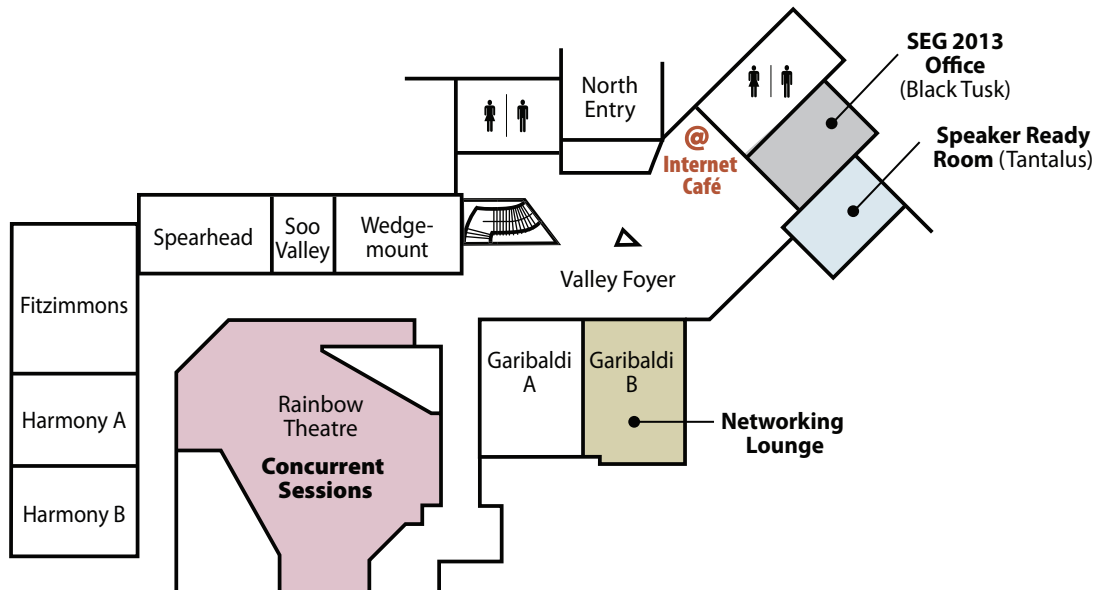 SEG 2013
Office
(Black Tusk)
North
Entry
Speaker Ready
Room (Tantalus)
@
Internet
Café
Spearhead
Soo
Valley
Wedge-
mount
Valley Foyer
Fitzimmons
Garibaldi
A
Garibaldi
B
Rainbow
Theatre
Harmony A
Networking
Lounge
Concurrent
Sessions
Harmony B